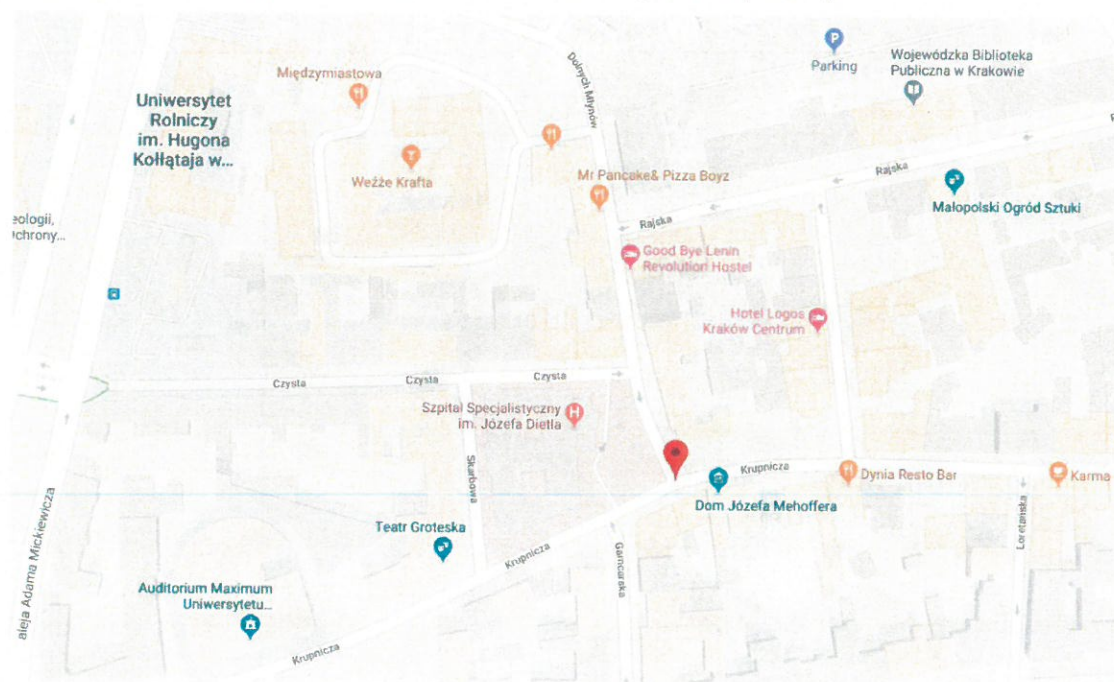 Międzymiastowa
Uniwersytet
Rolniczy
im. Hugona
Kołłątaja w...
Weźże Krafta
Dolnych Młynów
Mr Pancake& Pizza Boyz
Parking
Wojewódzka Biblioteka
Publiczna w Krakowie
Rajska
Małopolski Ogród Sztuki
Rajska
eologii,
chrony...
Good Bye Lenin
Revolution Hostel
Hotel Logos
Kraków Centrum
Czysta
Czysta
Czysta
Szpital Specjalistyczny
im. Józefa Dietla
H
Skarbowa
Krupnicza
Dynia Resto Bar
Karma
Dom Józefa Mehoffera
Loretańska
aleja Adama Mickiewicza
Teatr Groteska
Krupnicza
Garncarska
Auditorium Maximum
Uniwersytetu...
Krupnicza
P